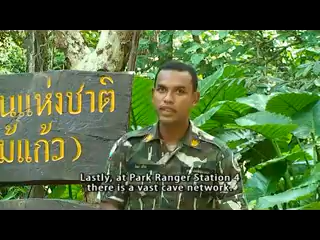 นแห่งชาติ
ม้แก้ว)
Lastly, at Park Ranger Station 4
there is a vast cave network.